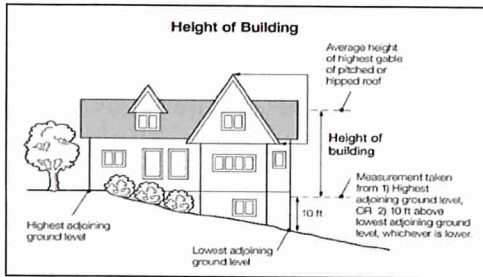 Height of Building
Average height
of highest gable
of pitched or
hipped roof
Height of
building
Measurement taken
from 1) Highest
adjoining ground level,
OR 2) 10 ft above
lowest adjoining ground
level, whichever is lower.
10 ft
Highest adjoining
ground level
Lowest adjoining
ground level